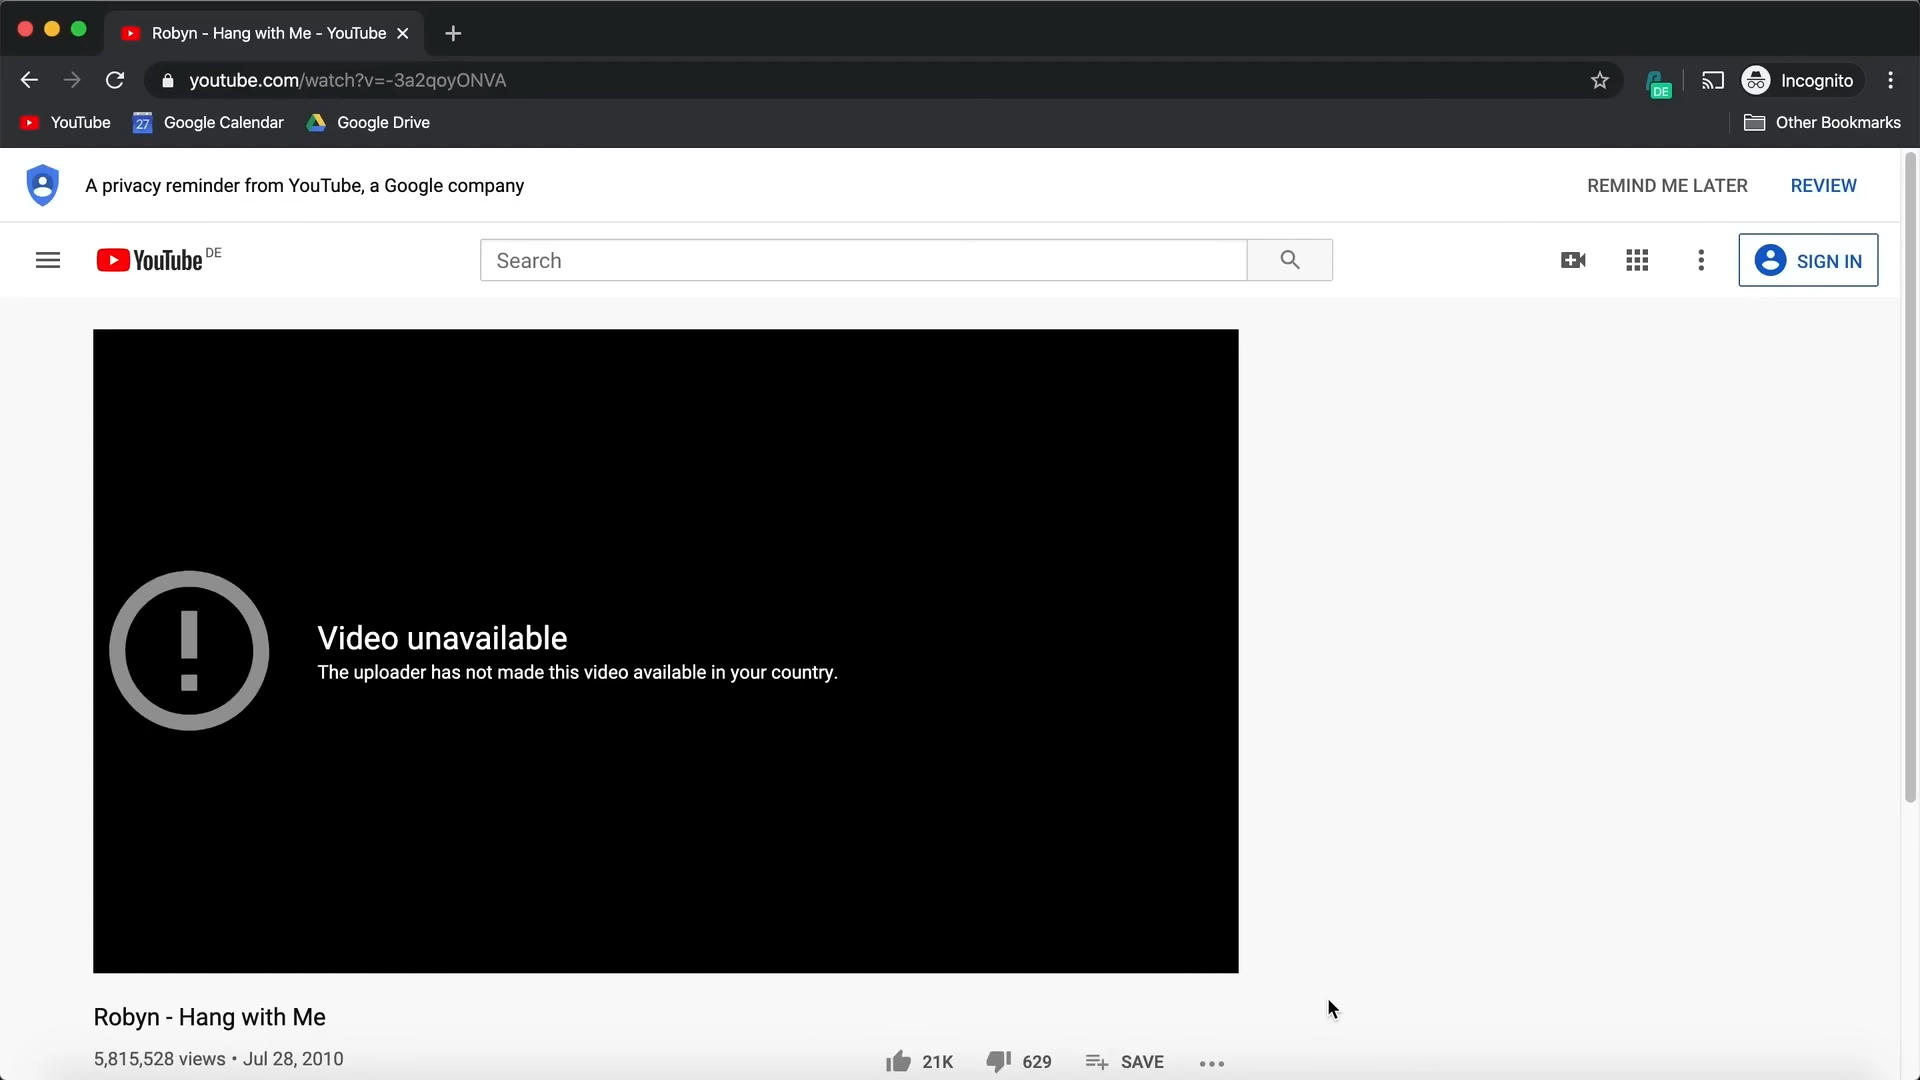 Robyn - Hang with Me - YouTube
youtube.com/watch?v=-3a2qoyONVA
DE
Incognito
YouTube
27
Google Calendar
Google Drive
Other Bookmarks
A privacy reminder from YouTube, a Google company
REMIND ME LATER
REVIEW
YouTube DE
Search
SIGN IN
Video unavailable
The uploader has not made this video available in your country.
Robyn - Hang with Me
5,815,528 views • Jul 28, 2010
21K
629
SAVE